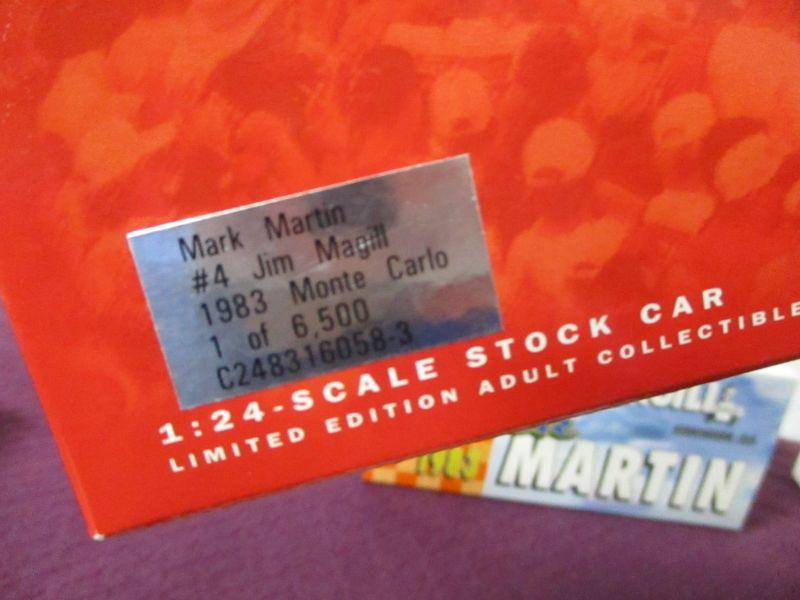 Mark Martin
#4 Jim Magill
1983 Monte Carlo
1 of 6,500
C248316058-3
1:24-SCALE STOCK CAR
LIMITED EDITION ADULT COLLECTIBLE
1983
MARTIN